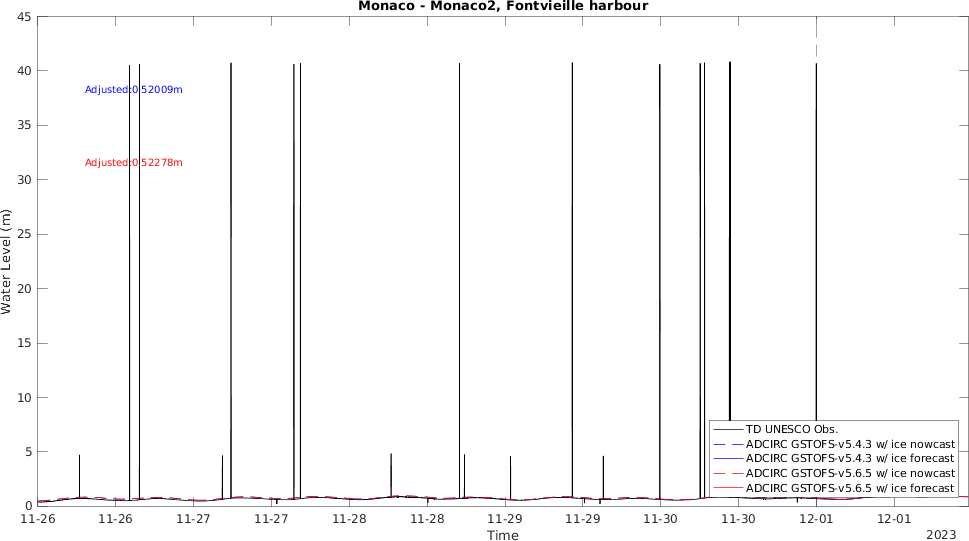 Monaco - Monaco2, Fontvieille harbour
45
40
35
30
25
20
15
10
5
0
Water Level (m)
Adjusted:0.52009m
Adjusted:0.52278m
TD UNESCO Obs.
ADCIRC GSTOFS-v5.4.3 w/ ice nowcast
ADCIRC GSTOFS-v5.4.3 w/ ice forecast
ADCIRC GSTOFS-v5.6.5 w/ ice nowcast
ADCIRC GSTOFS-v5.6.5 w/ ice forecast
11-26 11-26 11-27 11-27 11-28 11-28 11-29 11-29 11-30 11-30 12-01 12-01
Time
2023